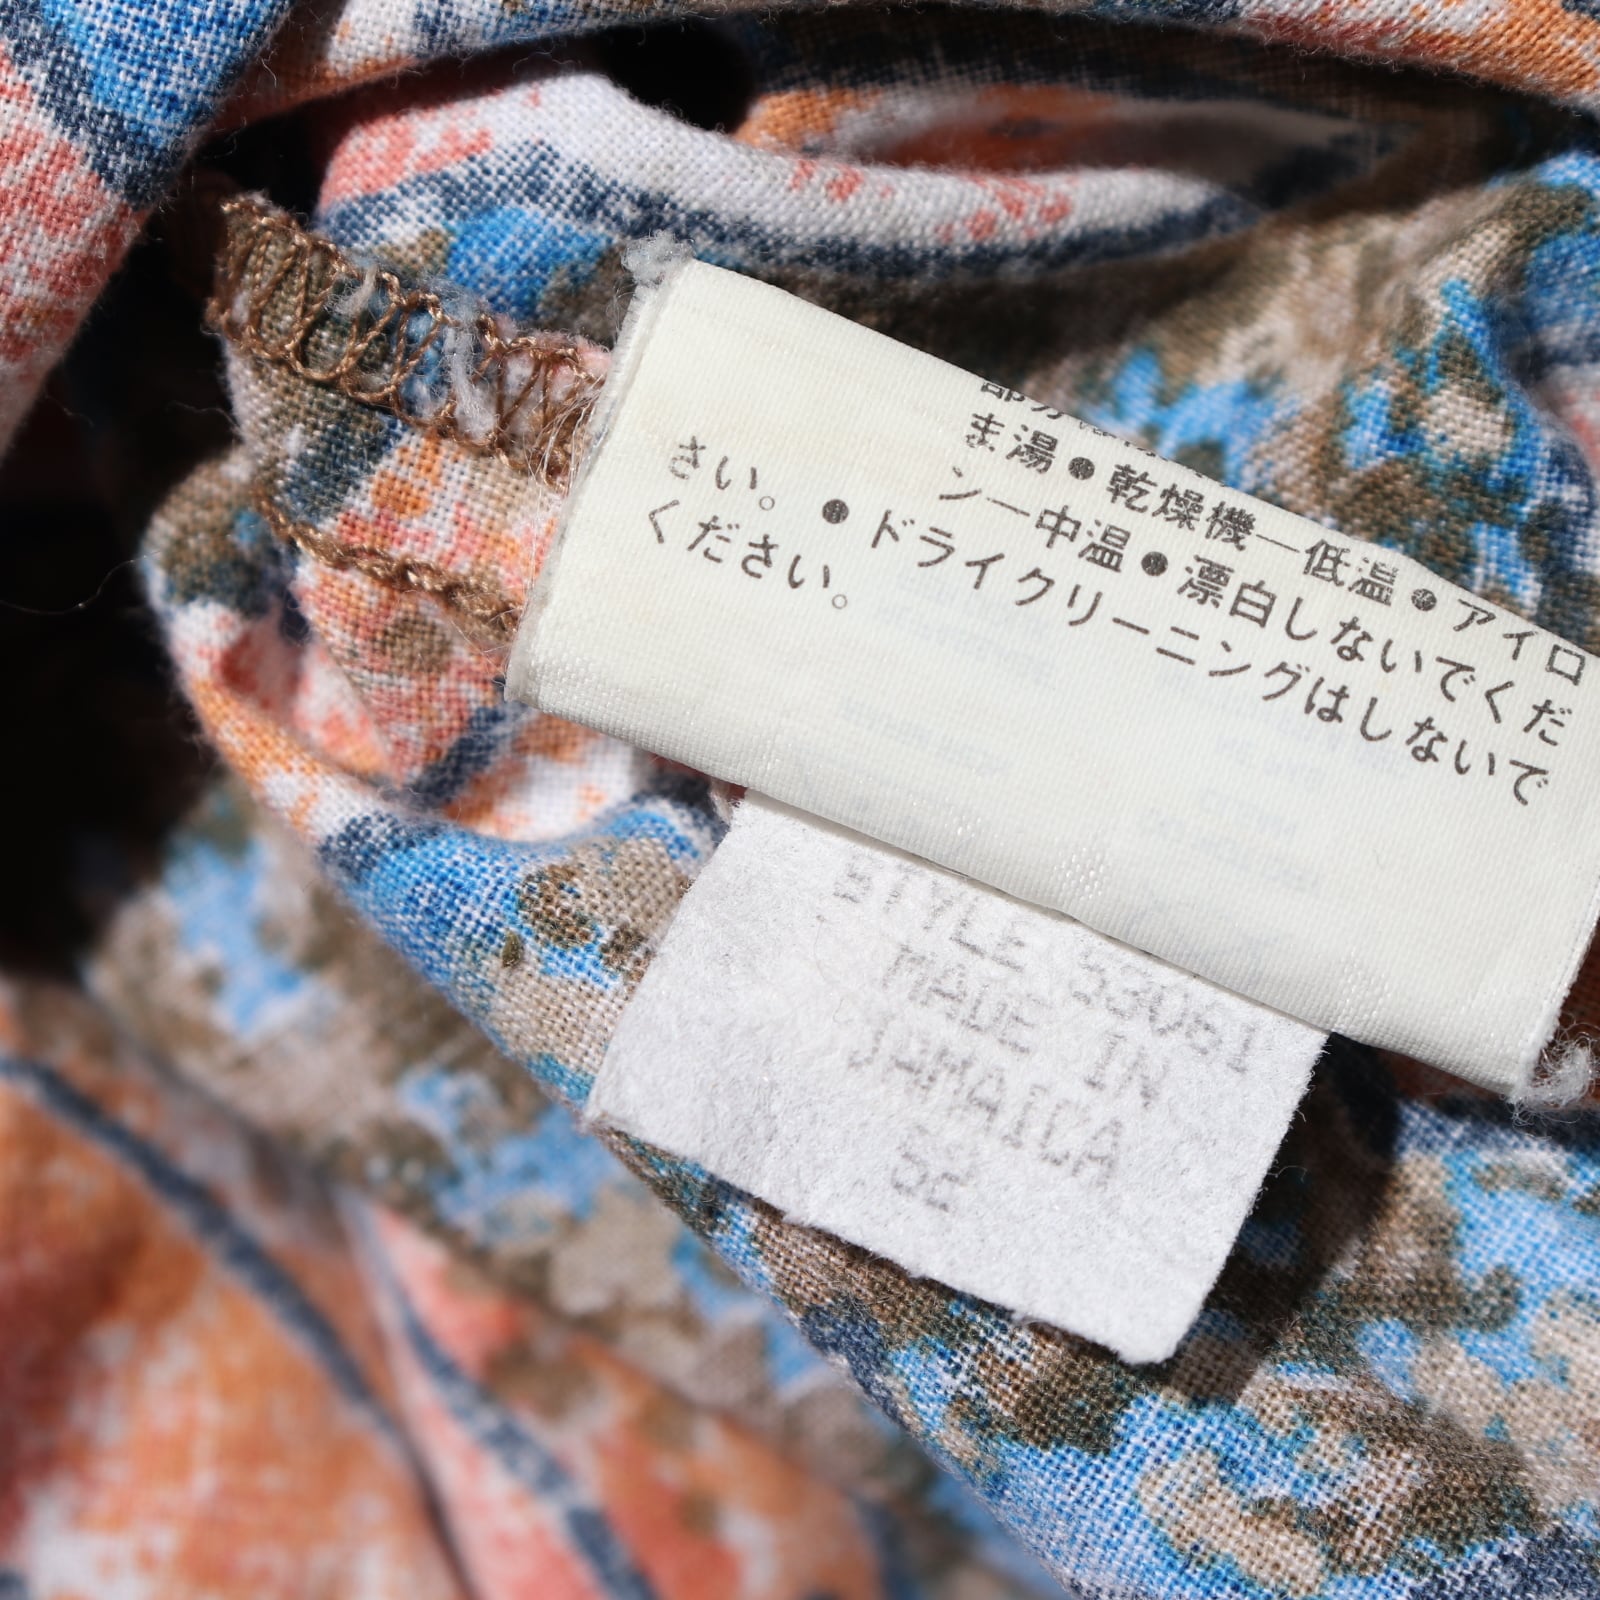 ま湯●乾燥機―低温●アイロ
ン―中温●漂白しないでくだ
さい。●ドライクリーニングはしないで
ください。
STYLE 53061
MADE IN
JAMAICA
52